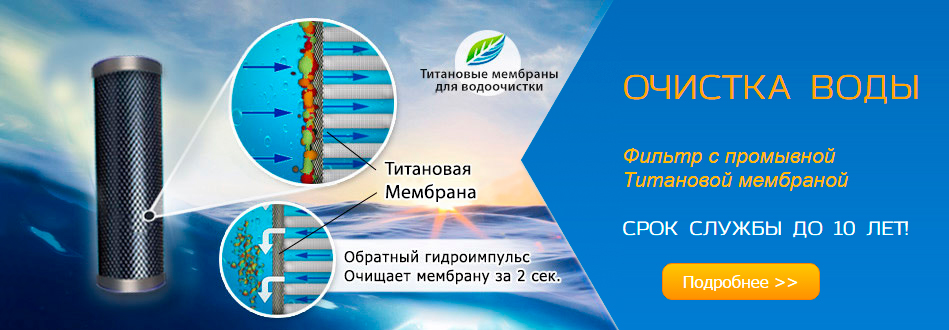 Титановые мембраны
для водоочистки
Титановая
Мембрана
Обратный гидроимпульс
Очищает мембрану за 2 сек.
ОЧИСТКА ВОДЫ
Фильтр с промывной
Титановой мембраной
СРОК СЛУЖБЫ ДО 10 ЛЕТ!
Подробнее >>